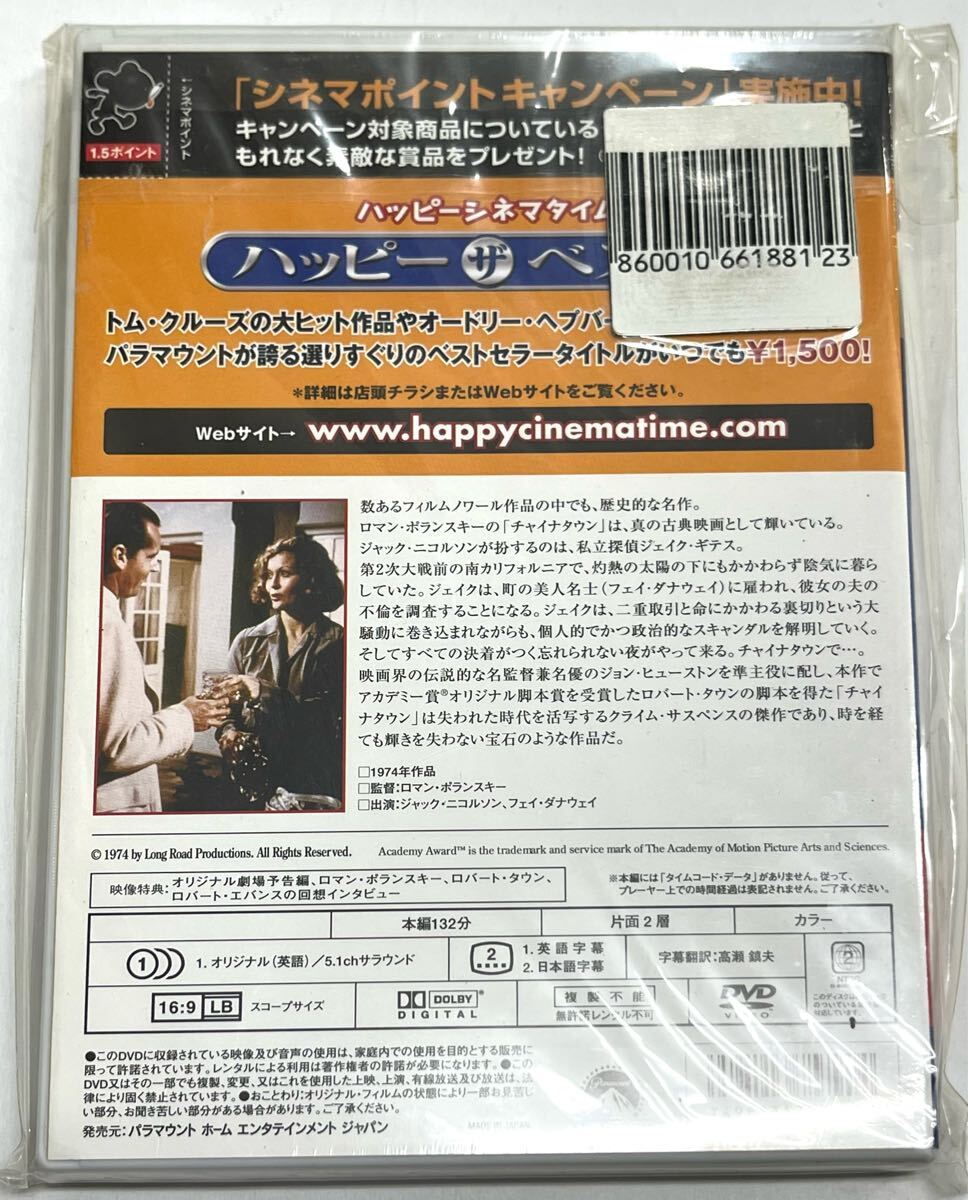 シネマポイント
1.5ポイント
「シネマポイントキャンペーン」実施中!
キャンペーン対象商品についている
もれなく素敵な賞品をプレゼント!
ハッピーシネマタイム
ハッピー ザ ベス
トム・クルーズの大ヒット作品やオードリー・ヘプバー
パラマウントが誇る選りすぐりのベストセラータイトルがいつでも¥1,500!
*詳細は店頭チラシまたはWebサイトをご覧ください。
Webサイト→ www.happycinematime.com
860010 661881 23
数あるフィルムノワール作品の中でも、歴史的な名作。
ロマン・ポランスキーの「チャイナタウン」は、真の古典映画として輝いている。
ジャック・ニコルソンが扮するのは、私立探偵ジェイク・ギテス。
第2次大戦前の南カリフォルニアで、灼熱の太陽の下にもかかわらず陰気に暮ら
していた。ジェイクは、町の美人名士(フェイ・ダナウェイ)に雇われ、彼女の夫の
不倫を調査することになる。ジェイクは、二重取引と命にかかわる裏切りという大
騒動に巻き込まれながらも、個人的でかつ政治的なスキャンダルを解明していく。
そしてすべての決着がつく忘れられない夜がやって来る。チャイナタウンで…。
映画界の伝説的な名監督兼名優のジョン・ヒューストンを準主役に配し、本作で
アカデミー賞®オリジナル脚本賞を受賞したロバート・タウンの脚本を得た「チャイ
ナタウン」は失われた時代を活写するクライム・サスペンスの傑作であり、時を経
ても輝きを失わない宝石のような作品だ。
□1974年作品
□監督:ロマン・ポランスキー
□出演:ジャック・ニコルソン、フェイ・ダナウェイ
© 1974 by Long Road Productions. All Rights Reserved.
Academy Award™ is the trademark and service mark of The Academy of Motion Picture Arts and Sciences.
映像特典:オリジナル劇場予告編、ロマン・ポランスキー、ロバート・タウン、
ロバート・エバンスの回想インタビュー
※本編には「タイムコード・データ」がありません。従って、
プレーヤー上での時間経過は表記されません。ご了承ください。
本編132分
片面2層
カラー
1 1. オリジナル(英語)/5.1chサラウンド
2
1. 英語字幕
2. 日本語字幕
字幕翻訳:高瀬 鎮夫
2
16:9 LB スコープサイズ
DOLBY
DIGITAL
複製不能
無許諾レンタル不可
DVD
VIDEO
●このDVDに収録されている映像及び音声の使用は、家庭内での使用を目的とする販売に
限って許諾されています。レンタルによる利用は著作権者の許諾が必要になります。●この
DVD又はその一部でも複製、変更、又はこれを使用した上映、上演、有線放送及び放送は、法
律により固く禁止されています。●おことわり:オリジナル・フィルムの状態により一部お見苦し
い部分、お聞き苦しい部分がある場合があります。ご了承ください。
発売元:パラマウント ホーム エンタテインメント ジャパン
MADE IN JAPAN